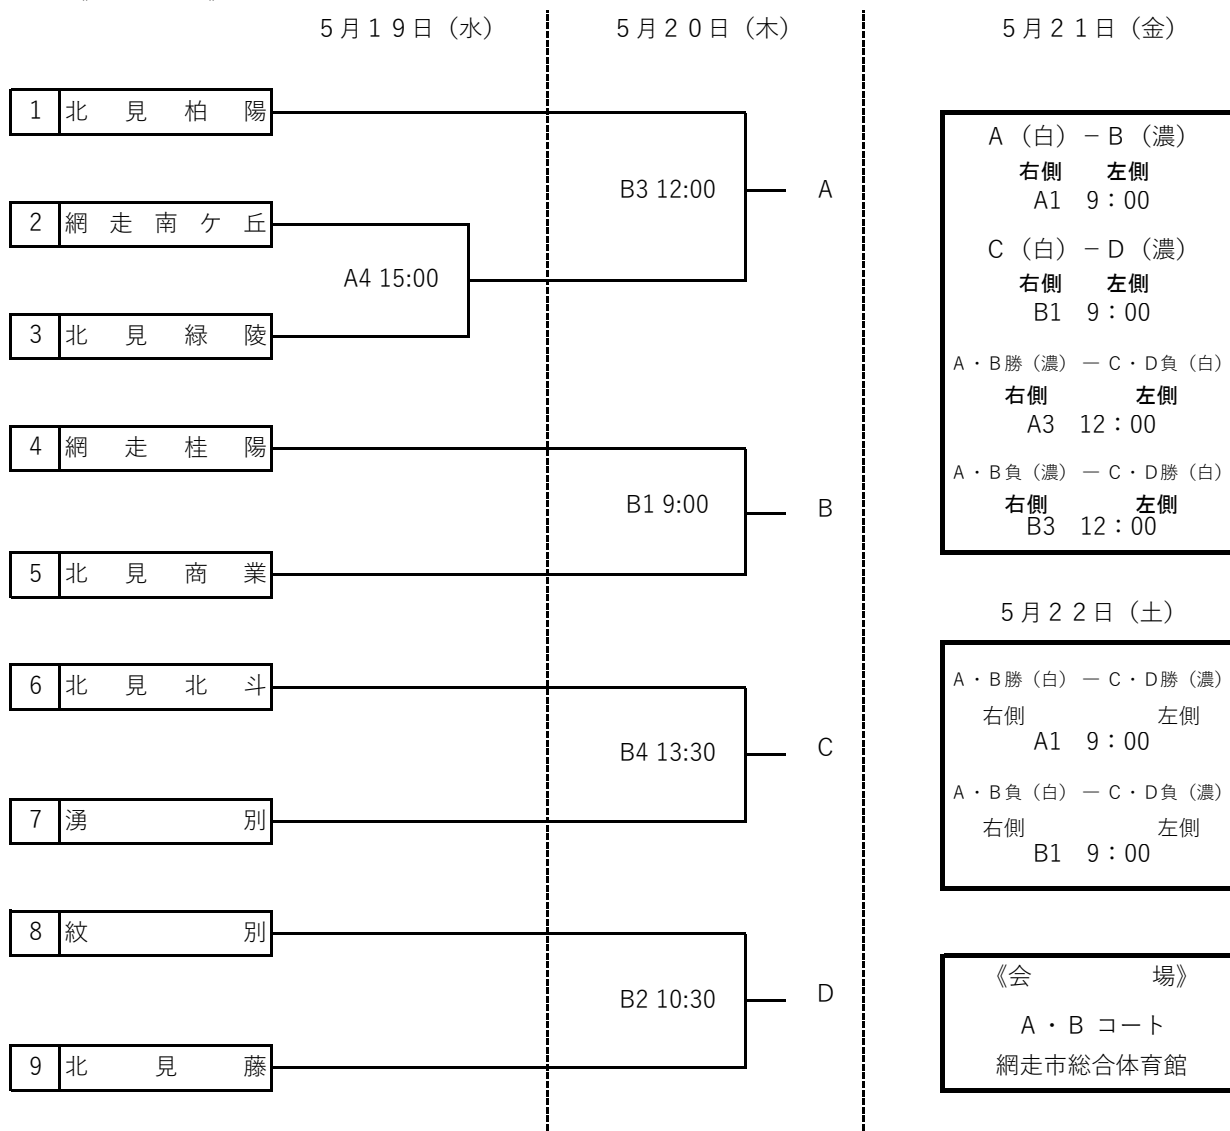 ５月１９日（水）
５月２０日（木）
５月２１日（金）
1 北見柏陽
2 網走南ケ丘
3 北見緑陵
4 網走桂陽
5 北見商業
6 北見北斗
7 湧別
8 紋別
9 北見藤
A4 15:00
B3 12:00
A
B1 9:00
B
B4 13:30
C
B2 10:30
D
A （白）－B （濃）
右側 左側
A1 9：00
C （白）－D （濃）
右側 左側
B1 9：00
A・B勝（濃） ― C・D負（白）
右側 左側
A3 12：00
A・B負（濃） ― C・D勝（白）
右側 左側
B3 12：00
５月２２日（土）
A・B勝（白） ― C・D勝（濃）
右側 左側
A1 9：00
A・B負（白） ― C・D負（濃）
右側 左側
B1 9：00
《会 場》
A・B コート
網走市総合体育館